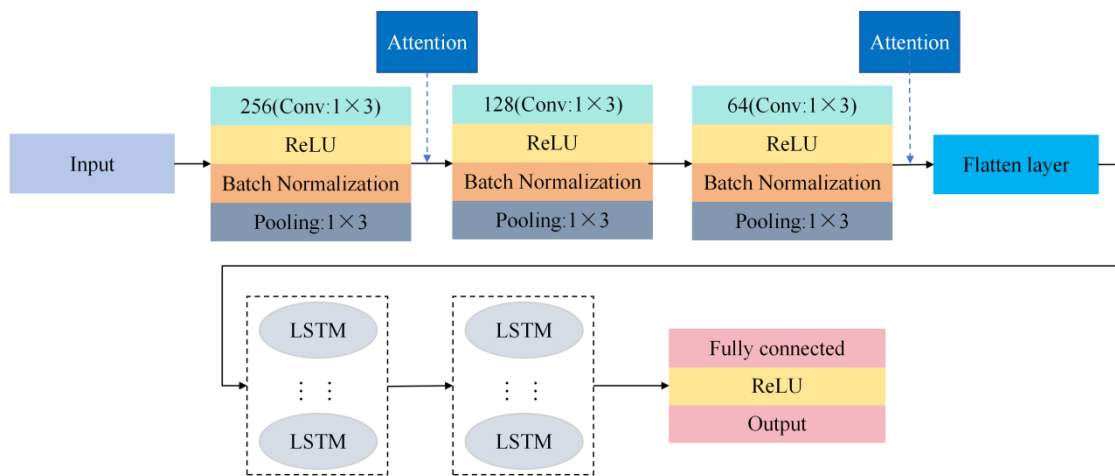 Attention
Attention
Input
256(Conv:1×3)
ReLU
Batch Normalization
Pooling:1×3
128(Conv:1×3)
ReLU
Batch Normalization
Pooling:1×3
64(Conv:1×3)
ReLU
Batch Normalization
Pooling:1×3
Flatten layer
LSTM
⋮ ⋮
LSTM
LSTM
⋮ ⋮
LSTM
Fully connected
ReLU
Output